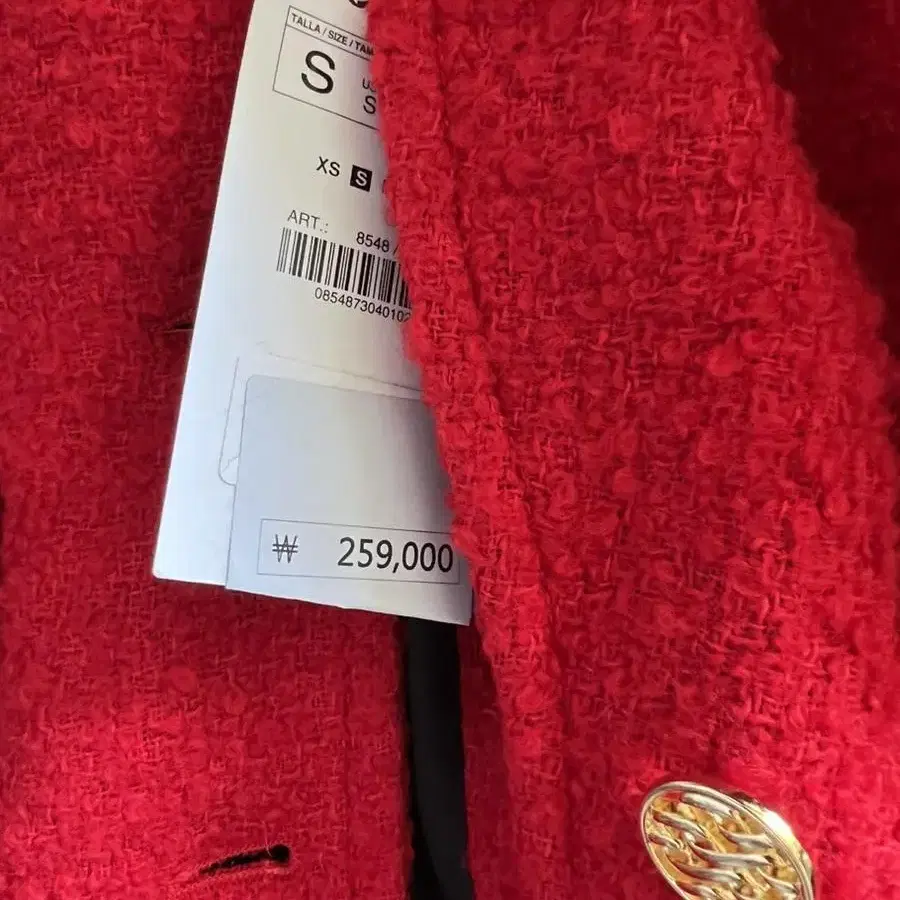 TALLA / SIZE / TAM
S
S
XS S
ART.: 8548 /
0854873040102
₩ 259,000